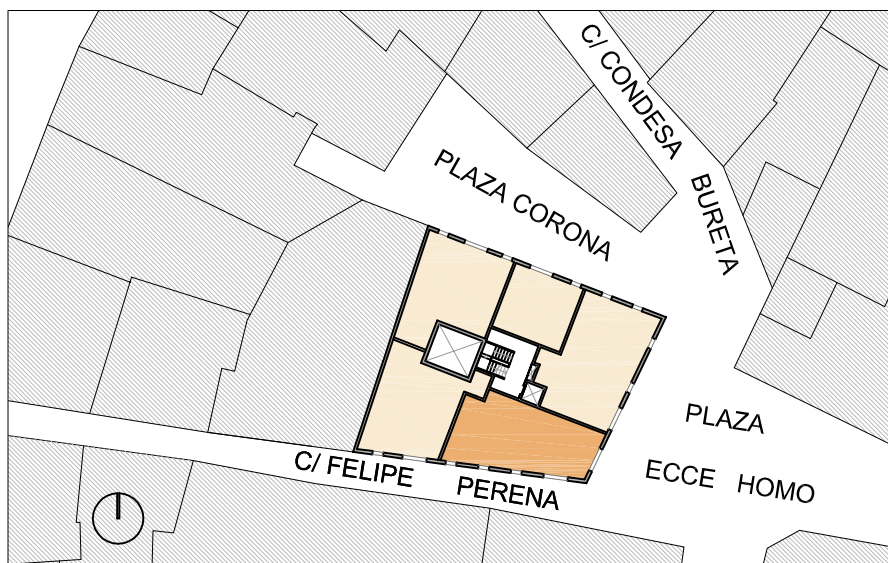 C/ CONDESA BURETA
PLAZA CORONA
PLAZA
ECCE HOMO
C/ FELIPE PERENA